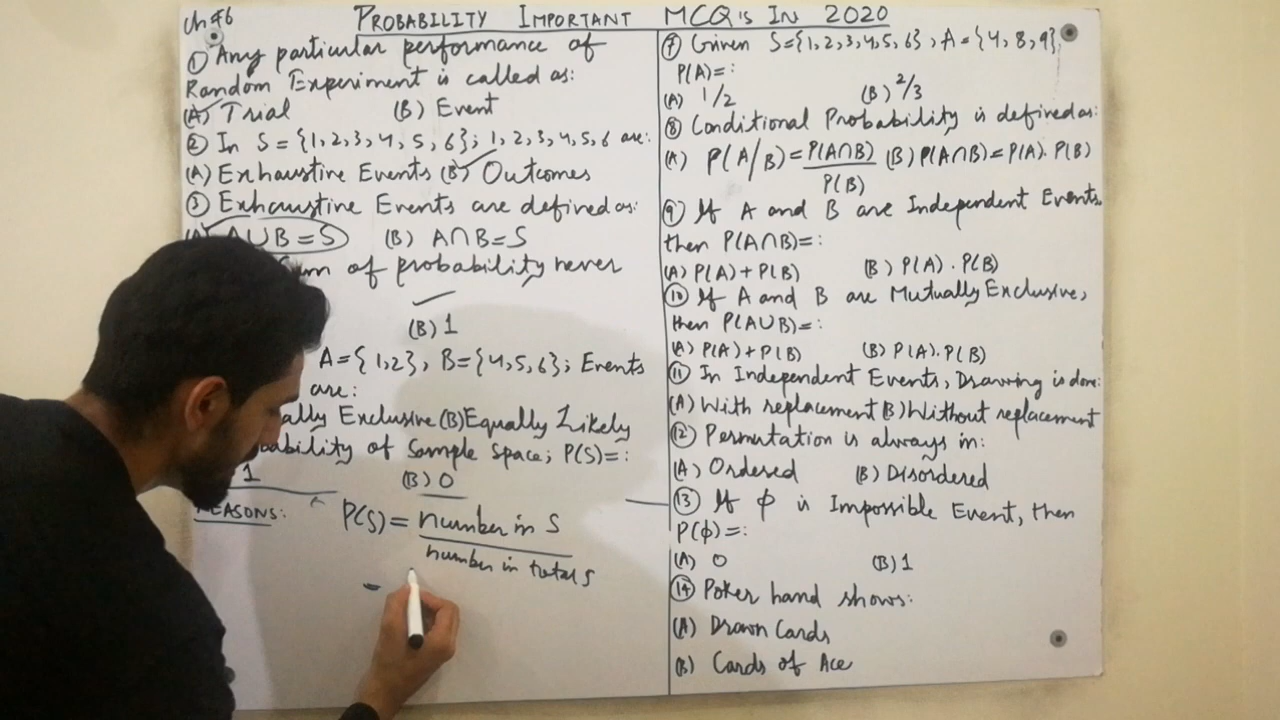 Ch #6
PROBABILITY IMPORTANT MCQ's IN 2020
① Any particular performance of
Random Experiment is called as:
(A) Trial (B) Event
② In S = {1,2,3,4,5,6}; 1,2,3,4,5,6 are:
(A) Exhaustive Events (B) Outcomes
③ Exhaustive Events are defined as:
A∪B=S (B) A∩B=S
of probability never
(B) 1
A={1,2}, B={4,5,6}; Events
are:
ally Exclusive (B) Equally Likely
ability of Sample Space; P(S)=:
1 (B) 0
EASONS:
P(S) = number in S
number in total S
=
⑦ Given S={1,2,3,4,5,6}, A={4,8,9}
P(A)=:
(A) 1/2 (B) 2/3
⑧ Conditional Probability is defined as:
(A) P(A/B)=P(A∩B) (B) P(A∩B)=P(A).P(B)
P(B)
⑨ If A and B are Independent Events,
then P(A∩B)=:
(A) P(A)+P(B) (B) P(A).P(B)
⑩ If A and B are Mutually Exclusive,
then P(A∪B)=:
(A) P(A)+P(B) (B) P(A).P(B)
⑪ In Independent Events, Drawing is done:
(A) With replacement (B) Without replacement
⑫ Permutation is always in:
(A) Ordered (B) Disordered
⑬ If φ is Impossible Event, then
P(φ)=:
(A) 0 (B) 1
⑭ Poker hand shows:
(A) Drawn Cards
(B) Cards of Ace